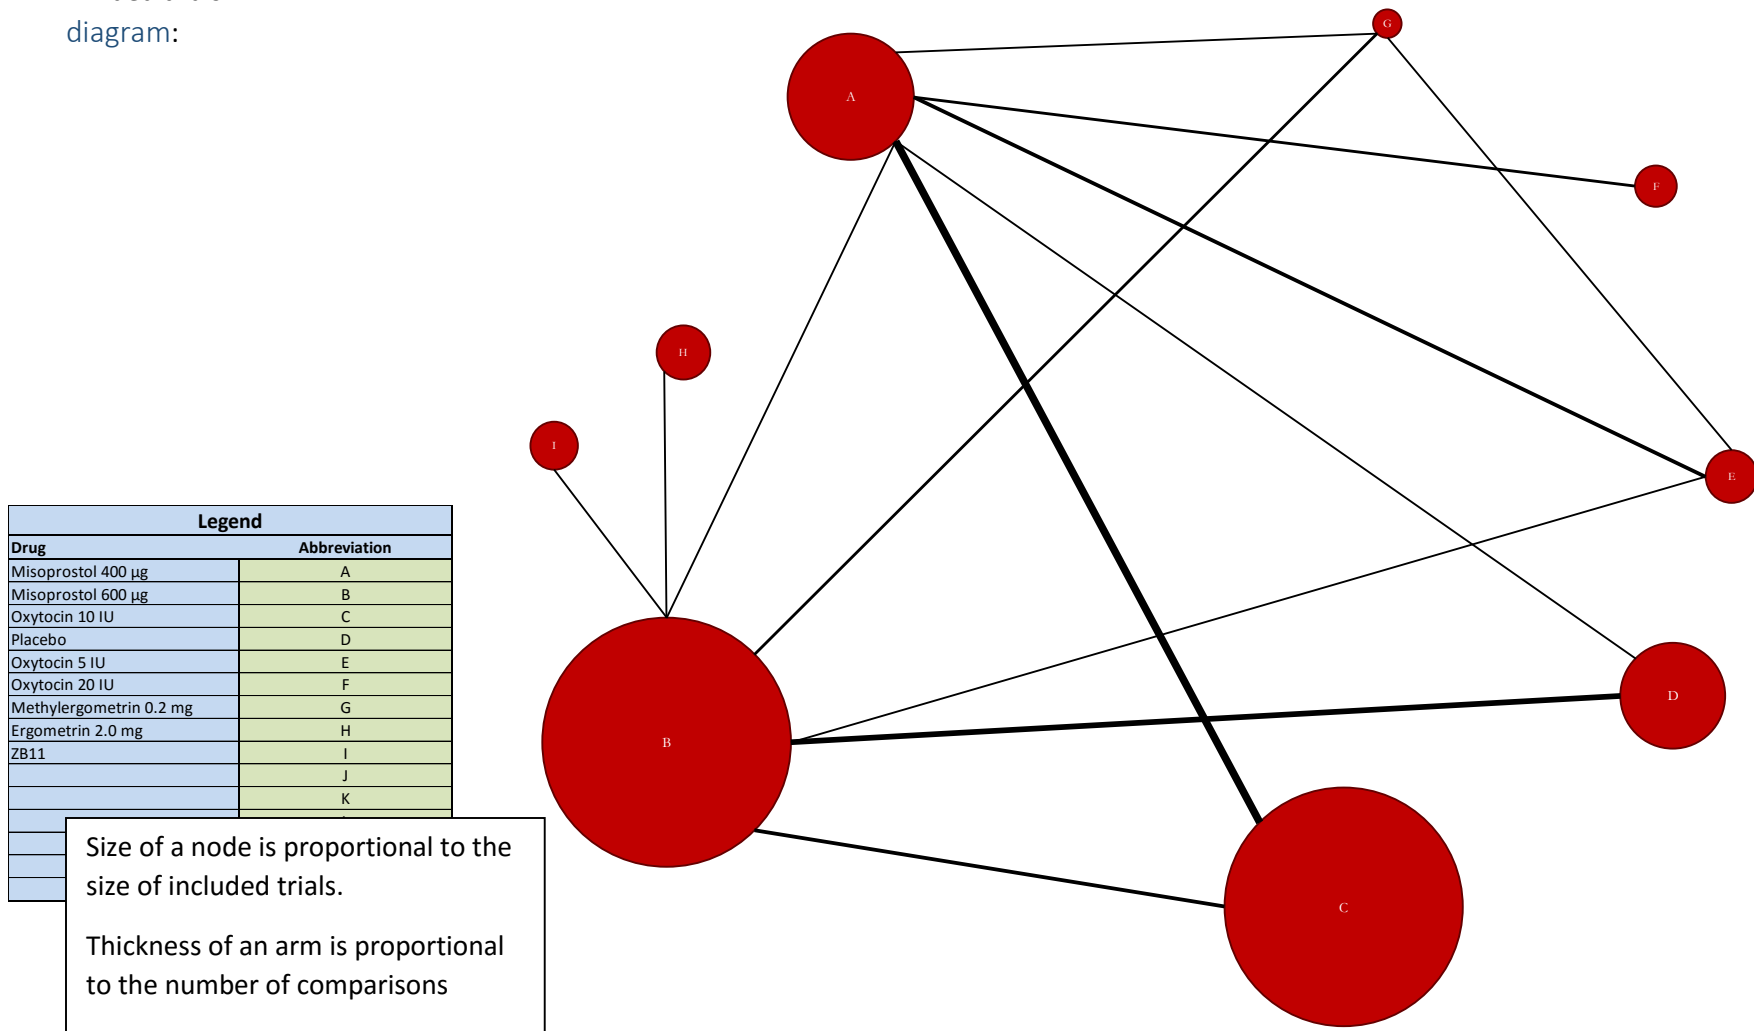 diagram:
G
A
F
H
I
E
Legend
Drug Abbreviation
Misoprostol 400 µg A
Misoprostol 600 µg B
Oxytocin 10 IU C
Placebo D
Oxytocin 5 IU E
Oxytocin 20 IU F
Methylergometrin 0.2 mg G
Ergometrin 2.0 mg H
ZB11 I
J
K
D
B
C
Size of a node is proportional to the
size of included trials.
Thickness of an arm is proportional
to the number of comparisons